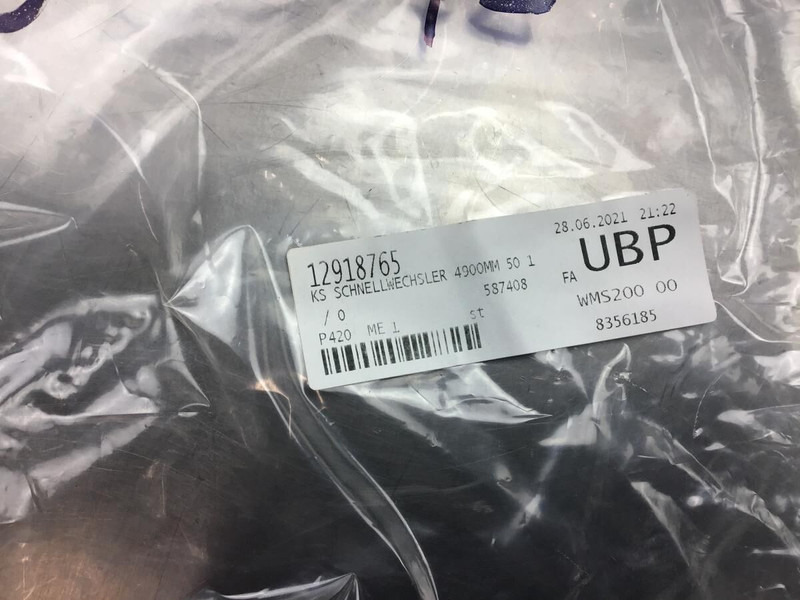 28.06.2021 21:22
12918765
UBP
KS SCHNELLWECHSLER 4900MM 50 1
587408
FA
/ 0
st
WMS200 00
P420 ME 1
8356185